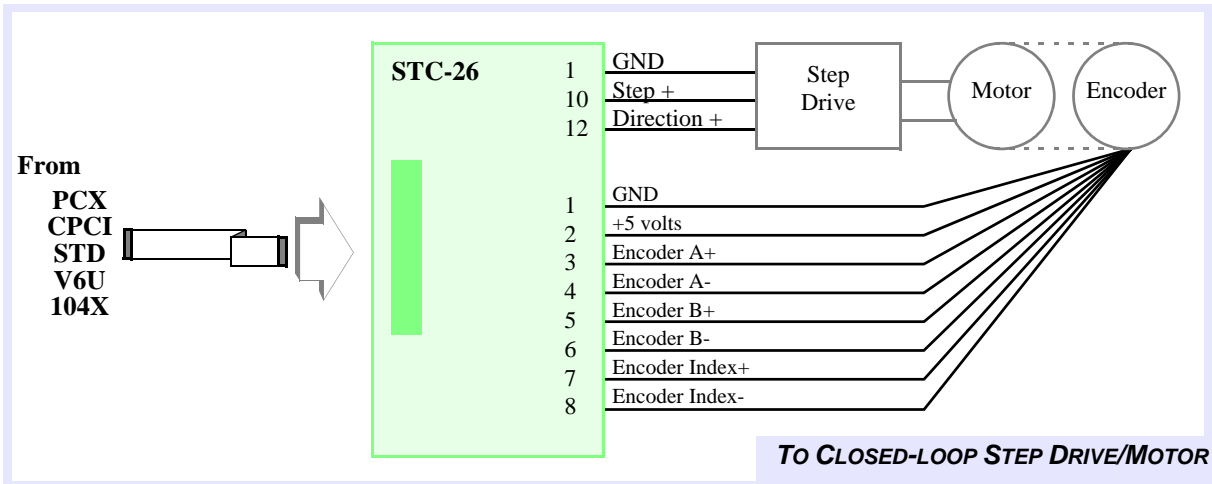 STC-26
1 GND
10 Step +
12 Direction +
Step
Drive
Motor
Encoder
From
PCX
CPCI
STD
V6U
104X
1 GND
2 +5 volts
3 Encoder A+
4 Encoder A-
5 Encoder B+
6 Encoder B-
7 Encoder Index+
8 Encoder Index-
TO CLOSED-LOOP STEP DRIVE/MOTOR